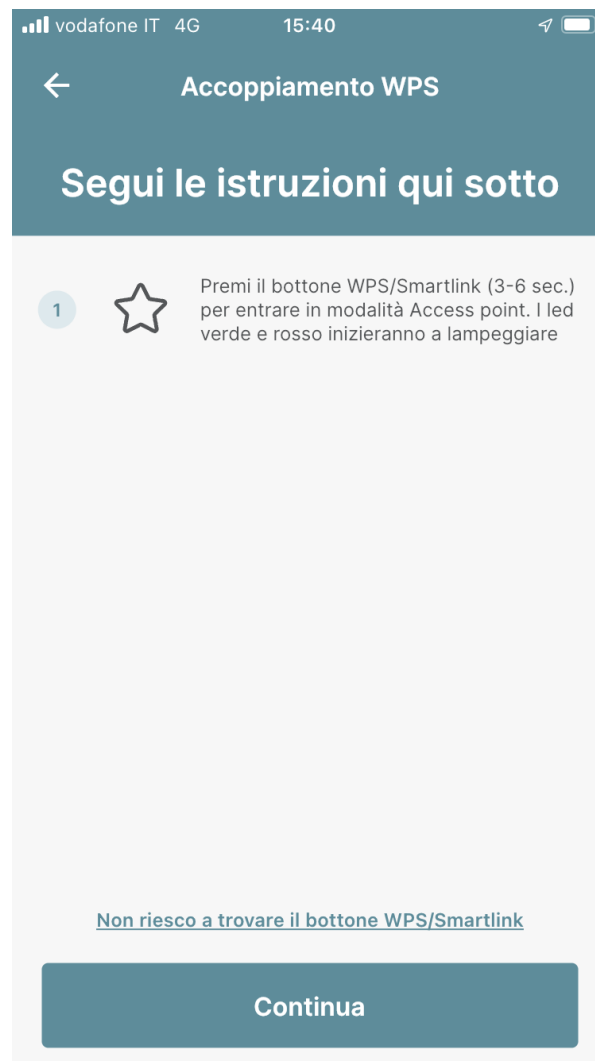 vodafone IT 4G 15:40
Accoppiamento WPS
Segui le istruzioni qui sotto
1
Premi il bottone WPS/Smartlink (3-6 sec.)
per entrare in modalità Access point. I led
verde e rosso inizieranno a lampeggiare
Non riesco a trovare il bottone WPS/Smartlink
Continua